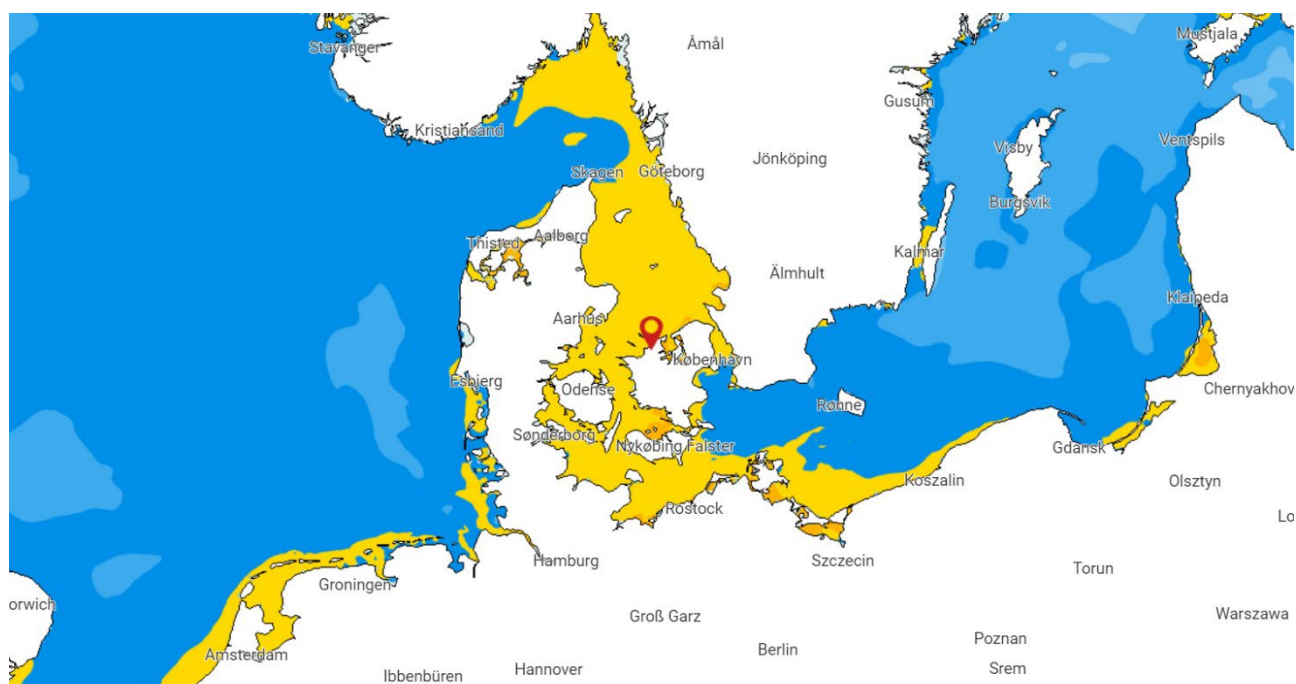 Åmål
Mustjala
Stavanger
Gusum
Kristiansand
Ventspils
Visby
Jönköping
Skagen
Göteborg
Burgsvik
Aalborg
Thisted
Kalmar
Älmhult
Klaipeda
Aarhus
København
Esbjerg
Odense
Chernyakhov
Rønne
Sønderborg
Nykøbing Falster
Gdansk
Koszalin
Olsztyn
Rostock
Lo
Hamburg
Szczecin
Torun
Groningen
orwich
Groß Garz
Warszawa
Poznan
Berlin
Amsterdam
Hannover
Srem
Ibbenbüren